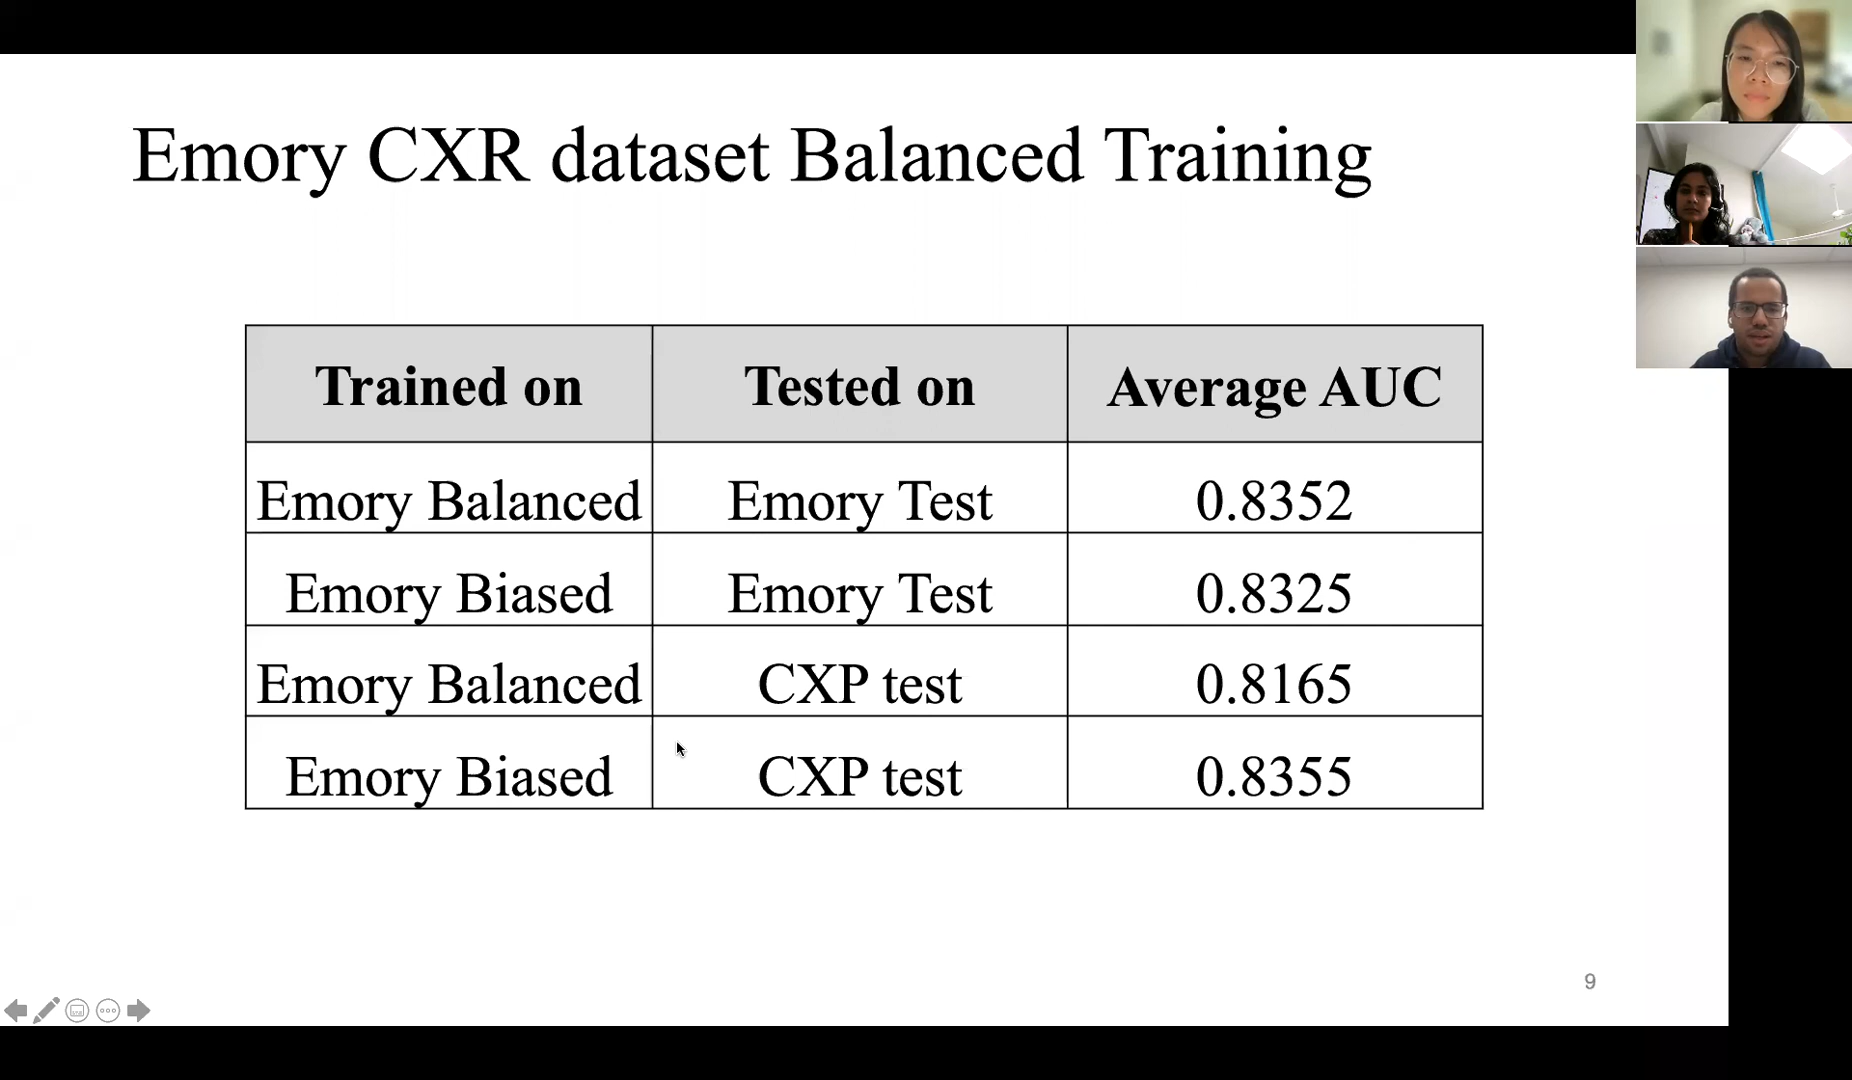 Emory CXR dataset Balanced Training
Trained on Tested on Average AUC
Emory Balanced Emory Test 0.8352
Emory Biased Emory Test 0.8325
Emory Balanced CXP test 0.8165
Emory Biased CXP test 0.8355
9